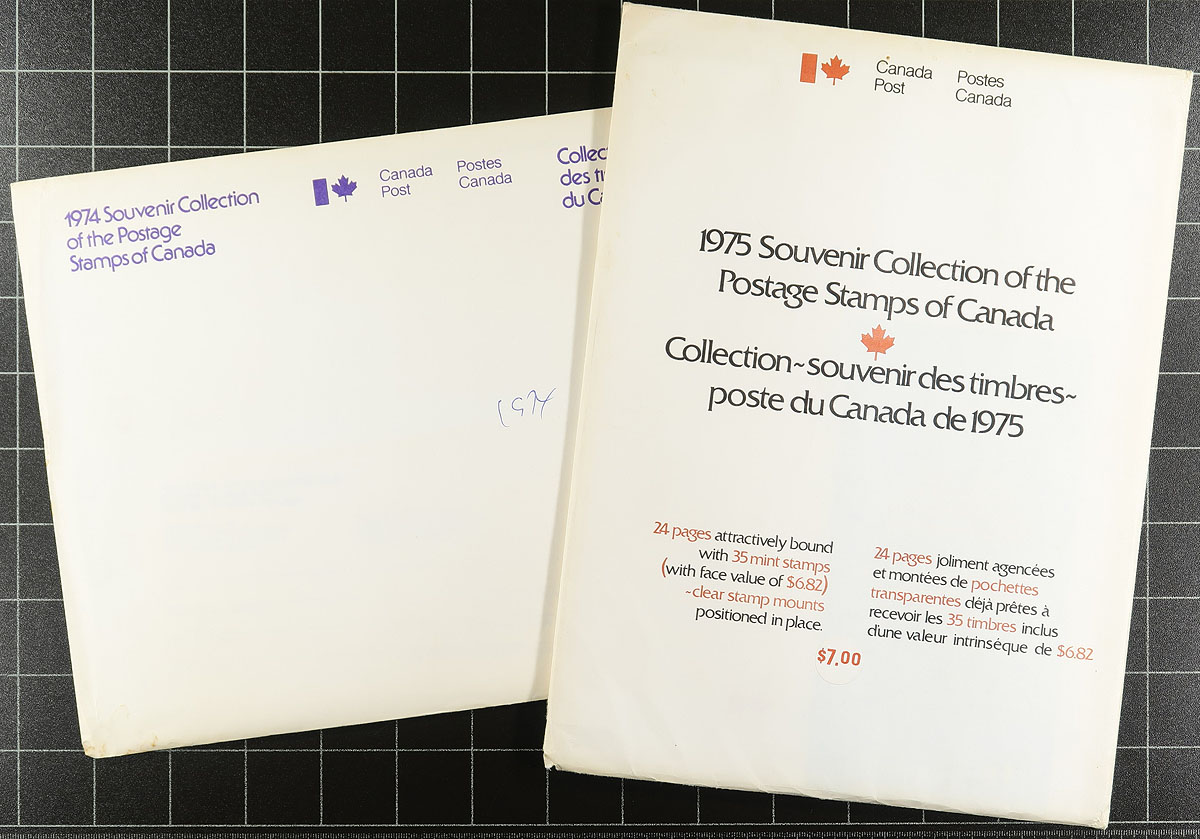 1974 Souvenir Collection
of the Postage
Stamps of Canada
Canada
Post
Postes
Canada
Collec
des ti
du Ca
1974
Canada
Post
Postes
Canada
1975 Souvenir Collection of the
Postage Stamps of Canada
Collection~souvenir des timbres~
poste du Canada de 1975
24 pages attractively bound
with 35 mint stamps
(with face value of $6.82)
~clear stamp mounts
positioned in place.
24 pages joliment agencées
et montées de pochettes
transparentes déjà prêtes à
recevoir les 35 timbres inclus
d'une valeur intrinséque de $6.82
$7.00